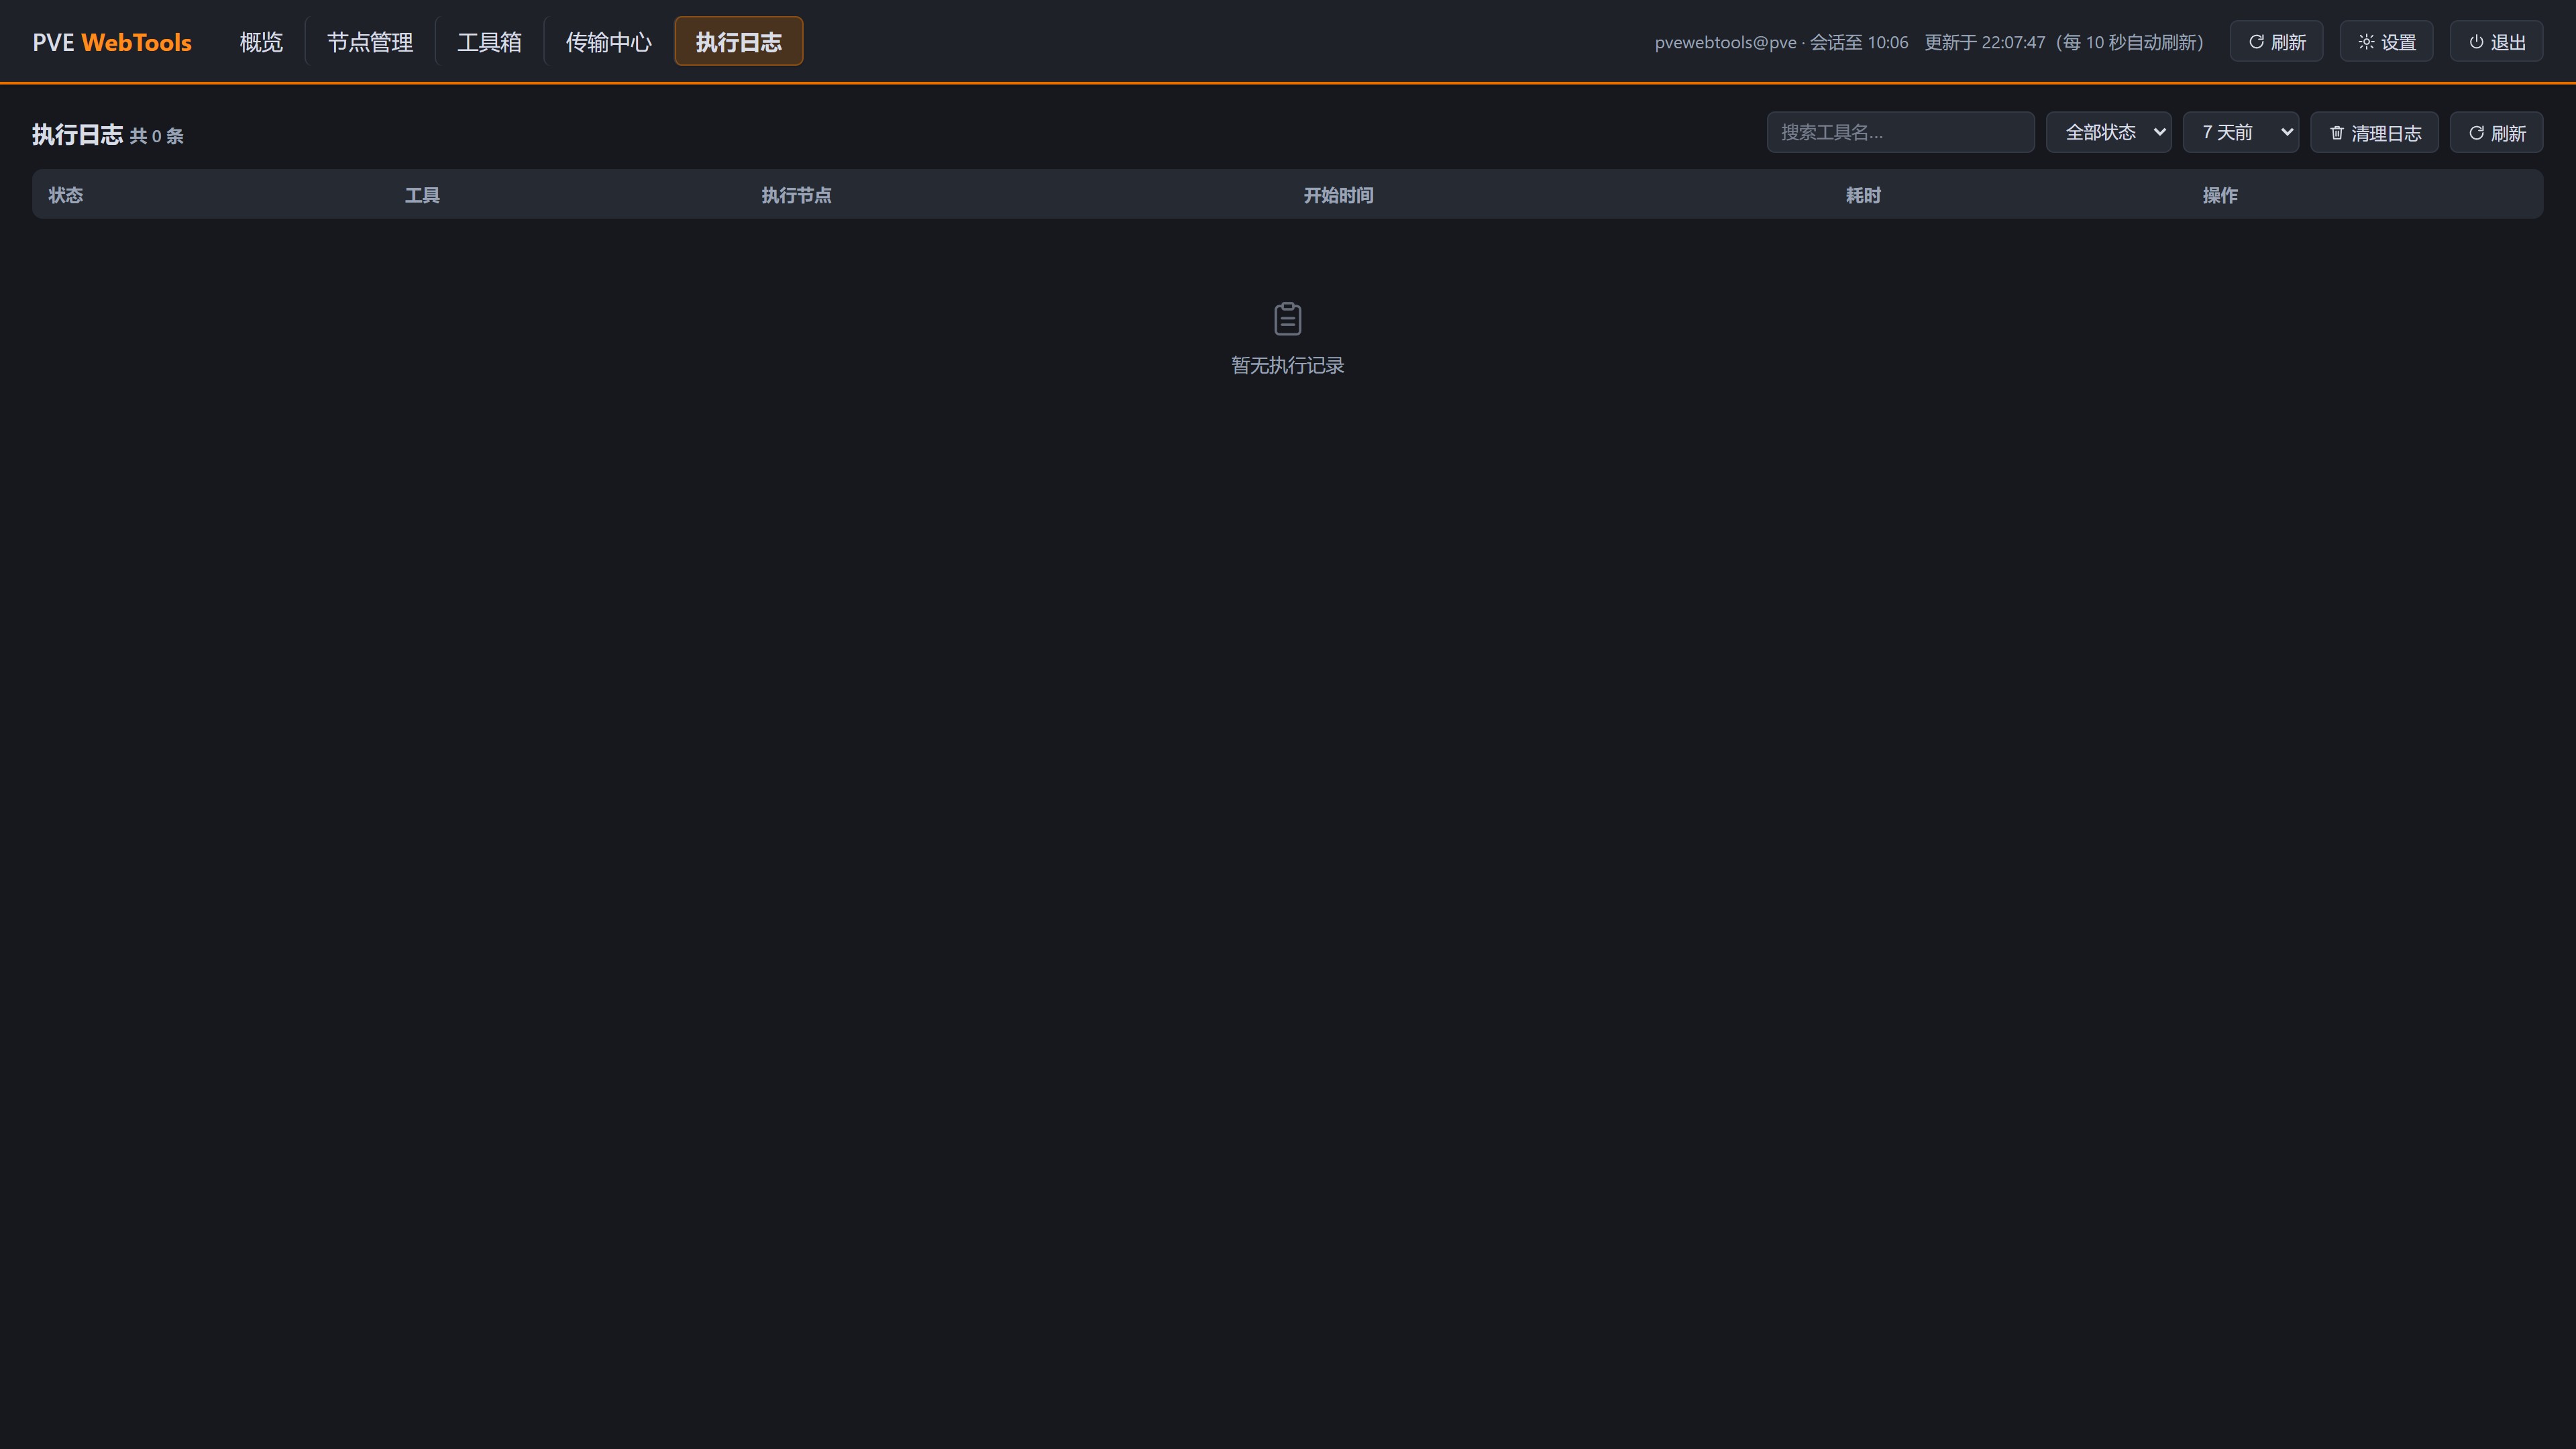 PVE WebTools 概览 节点管理 工具箱 传输中心 执行日志 pvewebtools@pve · 会话至 10:06 更新于 22:07:47（每 10 秒自动刷新） 刷新 设置 退出
执行日志 共 0 条 搜索工具名... 全部状态 7 天前 清理日志 刷新
状态 工具 执行节点 开始时间 耗时 操作
暂无执行记录